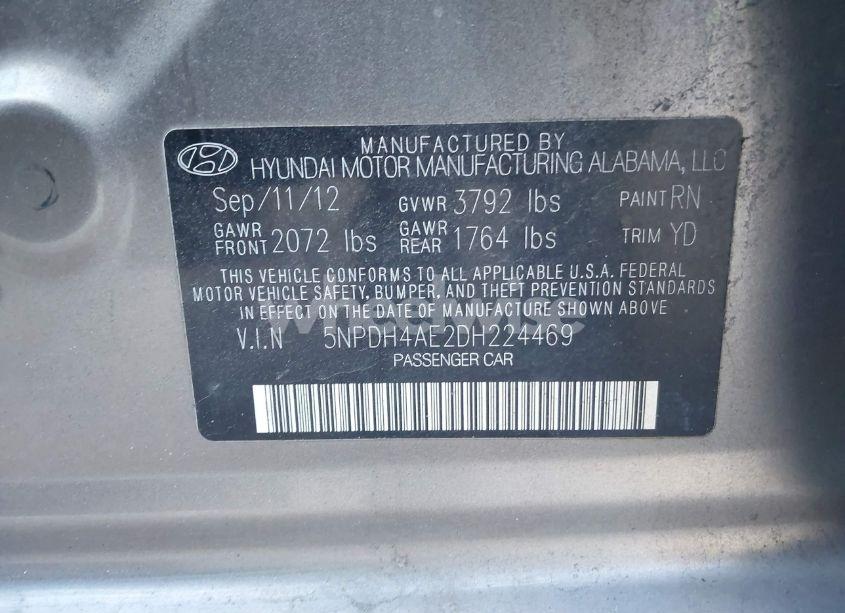 MANUFACTURED BY
HYUNDAI MOTOR MANUFACTURING ALABAMA, LLC
Sep/11/12 GVWR 3792 lbs PAINT RN
GAWR FRONT 2072 lbs GAWR REAR 1764 lbs TRIM YD
THIS VEHICLE CONFORMS TO ALL APPLICABLE U.S.A. FEDERAL
MOTOR VEHICLE SAFETY, BUMPER, AND THEFT PREVENTION STANDARDS
IN EFFECT ON THE DATE OF MANUFACTURE SHOWN ABOVE
V.I.N 5NPDH4AE2DH224469
PASSENGER CAR